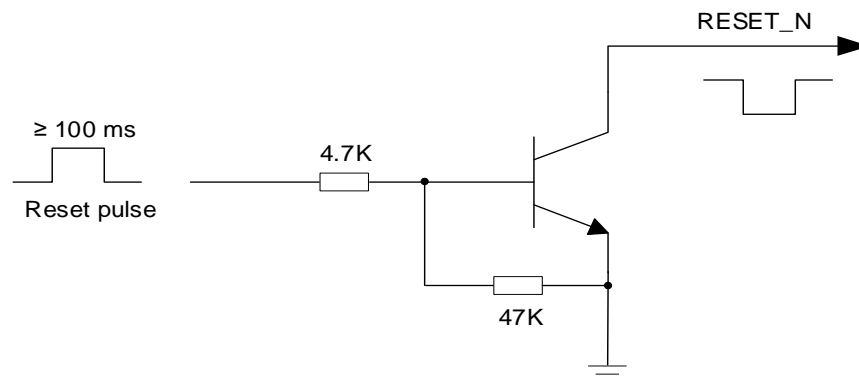 RESET_N
≥ 100 ms
4.7K
Reset pulse
47K